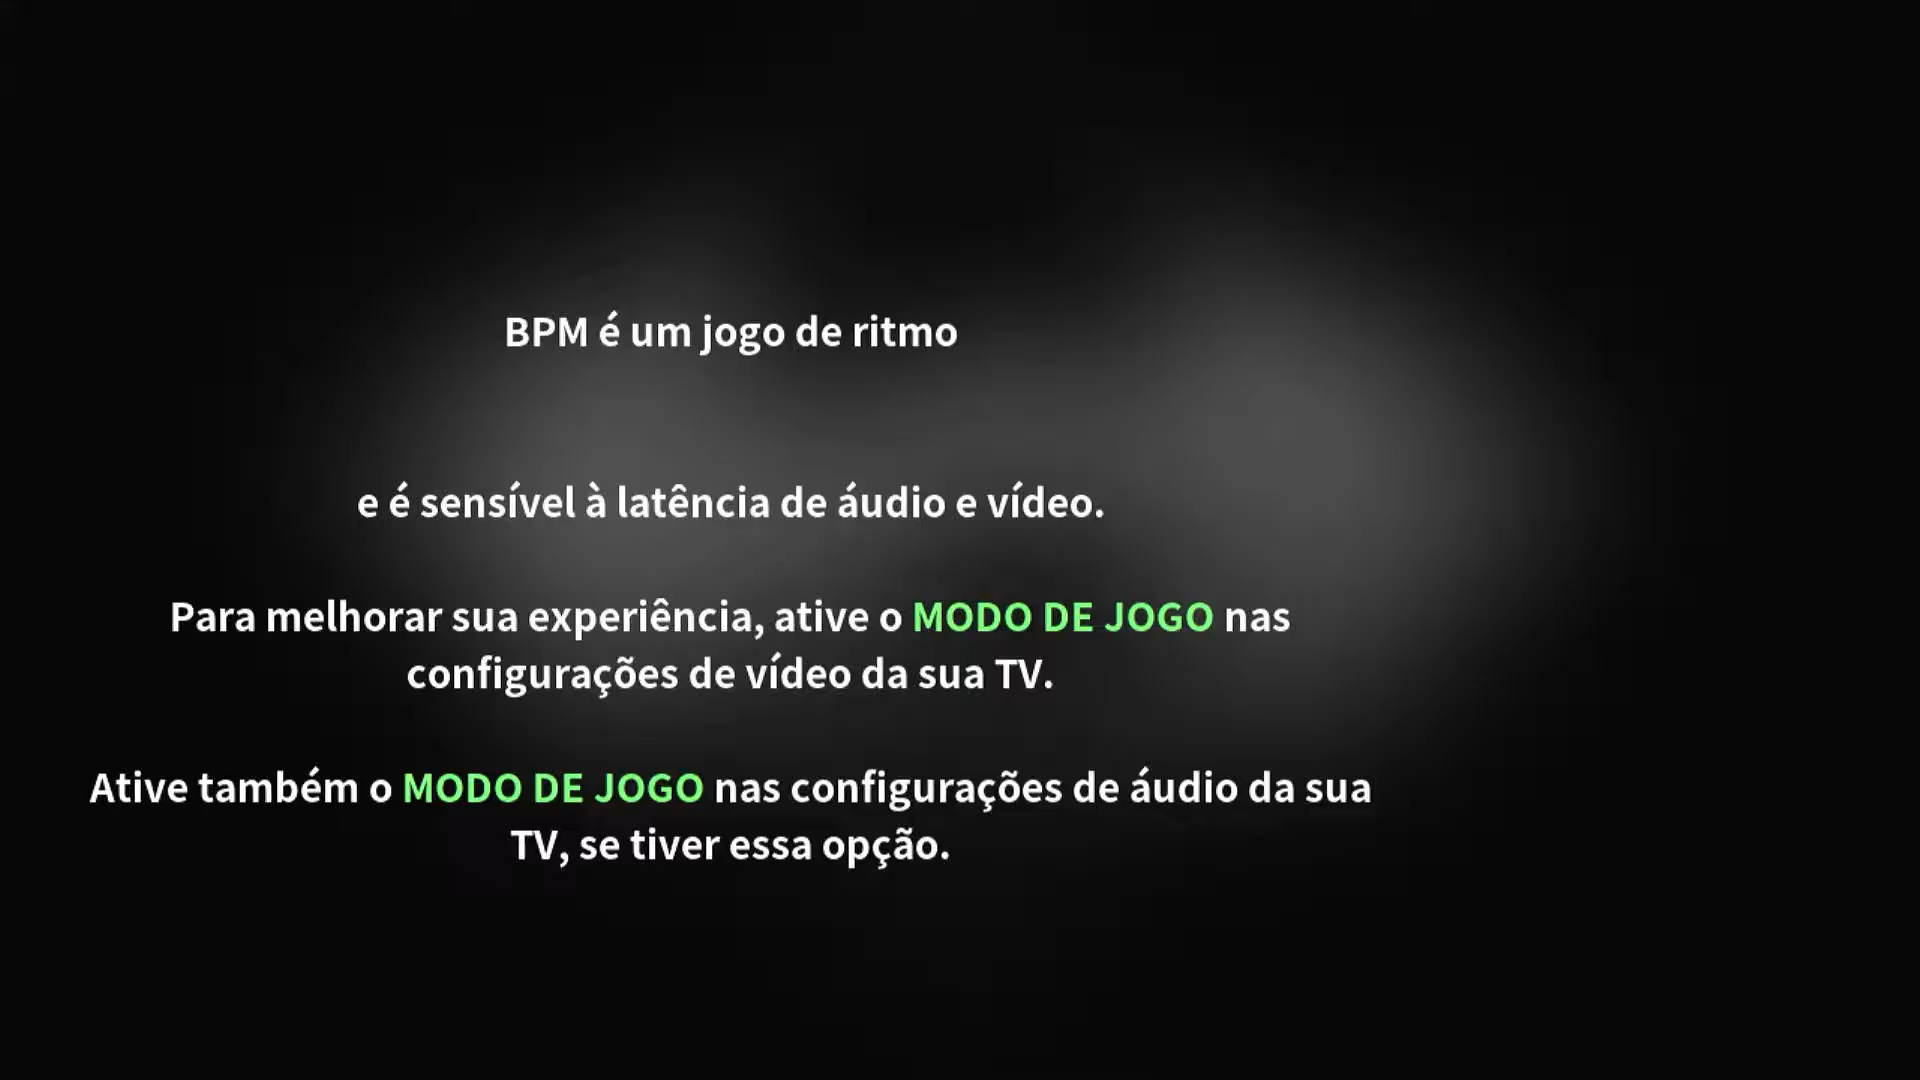 BPM é um jogo de ritmo
e é sensível à latência de áudio e vídeo.
Para melhorar sua experiência, ative o MODO DE JOGO nas
configurações de vídeo da sua TV.
Ative também o MODO DE JOGO nas configurações de áudio da sua
TV, se tiver essa opção.